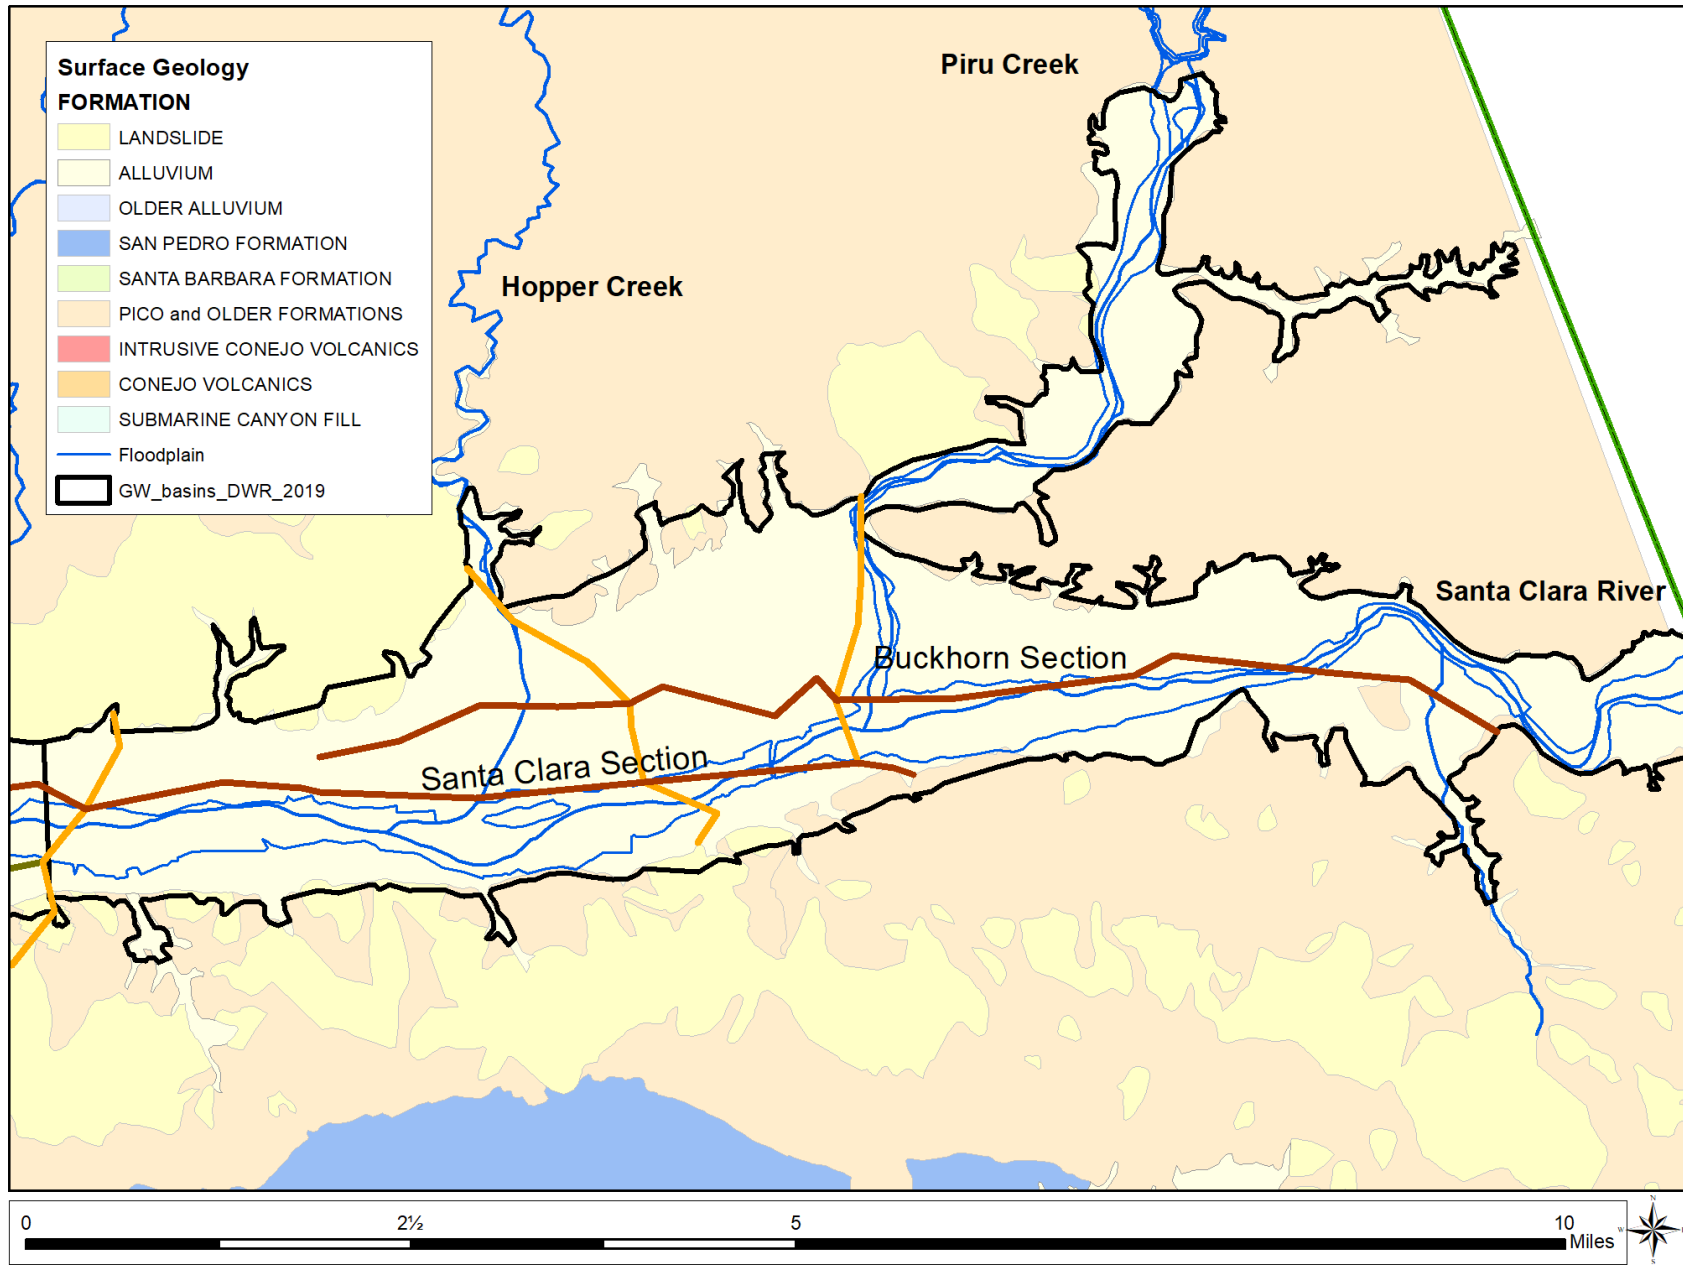 Surface Geology
FORMATION
LANDSLIDE
ALLUVIUM
OLDER ALLUVIUM
SAN PEDRO FORMATION
SANTA BARBARA FORMATION
PICO and OLDER FORMATIONS
INTRUSIVE CONEJO VOLCANICS
CONEJO VOLCANICS
SUBMARINE CANYON FILL
Floodplain
GW_basins_DWR_2019
Piru Creek
Hopper Creek
Santa Clara River
Buckhorn Section
Santa Clara Section
0 2½ 5 10
Miles
N
W
S